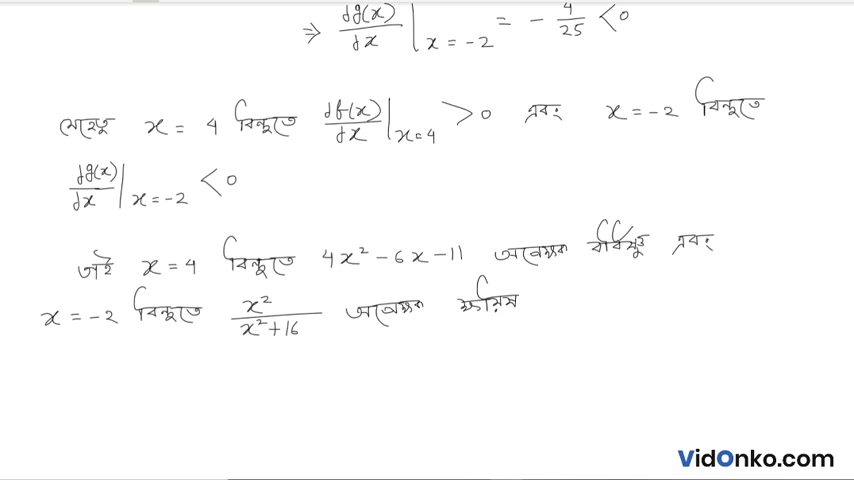 ⇒ dg(x)/dx |x=-2 = - 4/25 < 0
যেহেতু x = 4 বিন্দুতে df(x)/dx |x=4 > 0 এবং x = -2 বিন্দুতে
dg(x)/dx |x=-2 < 0
তাই x = 4 বিন্দুতে 4x² - 6x - 11 অপেক্ষক বর্ধিষ্ণু এবং
x = -2 বিন্দুতে x²/x²+16 অপেক্ষক ক্ষয়িষ্ণু
VidOnko.com